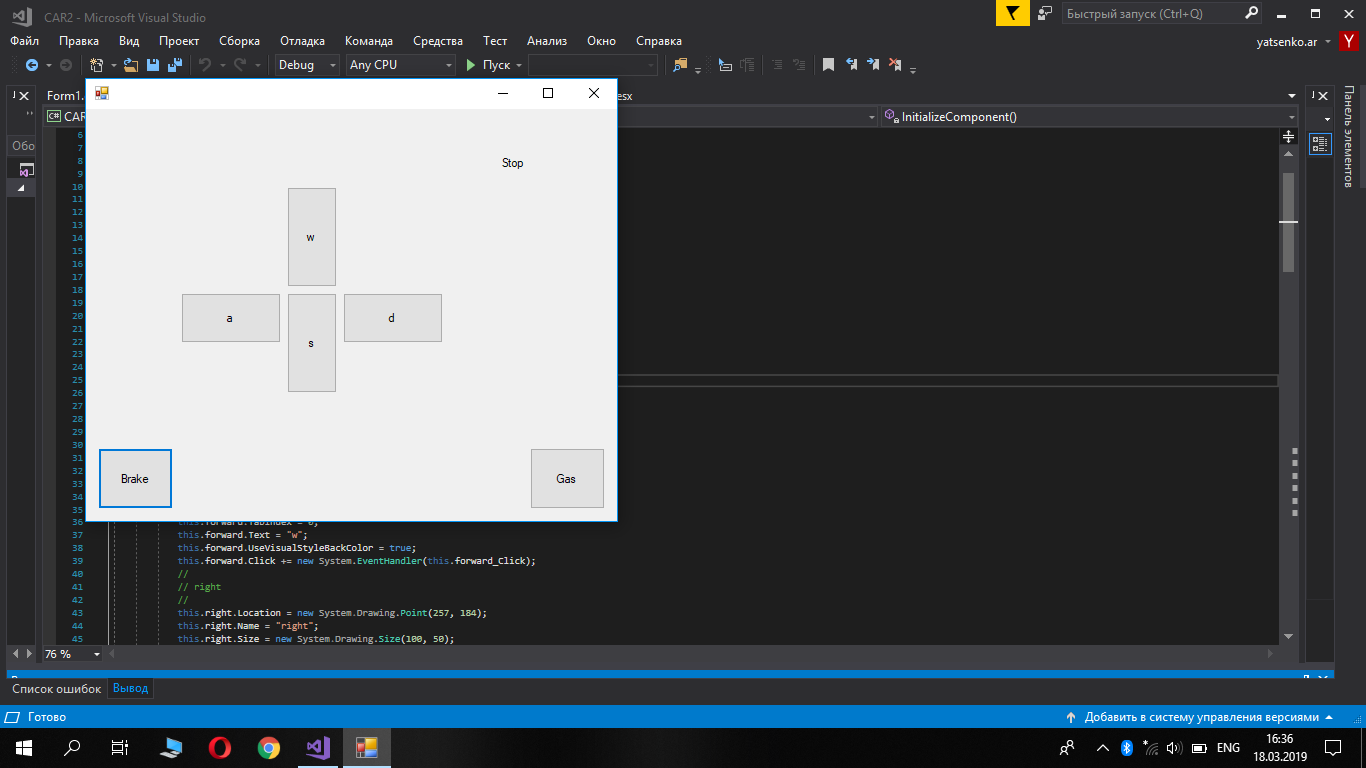 CAR2 - Microsoft Visual Studio
Быстрый запуск (Ctrl+Q)
Файл Правка Вид Проект Сборка Отладка Команда Средства Тест Анализ Окно Справка
yatsenko.ar Y
Debug Any CPU Пуск
Form1.
esx
C# CAR
InitializeComponent()
Обо
Панель элементов
Stop
w
a
d
s
Brake
Gas
6
7
8
9
10
11
12
13
14
15
16
17
18
19
20
21
22
23
24
25
26
27
28
29
30
31
32
33
34
35
36 this.forward.TabIndex = 0;
37 this.forward.Text = "w";
38 this.forward.UseVisualStyleBackColor = true;
39 this.forward.Click += new System.EventHandler(this.forward_Click);
40 //
41 // right
42 //
43 this.right.Location = new System.Drawing.Point(257, 184);
44 this.right.Name = "right";
45 this.right.Size = new System.Drawing.Size(100, 50);
76 %
Список ошибок Вывод
Готово
Добавить в систему управления версиями
ENG
16:36
18.03.2019